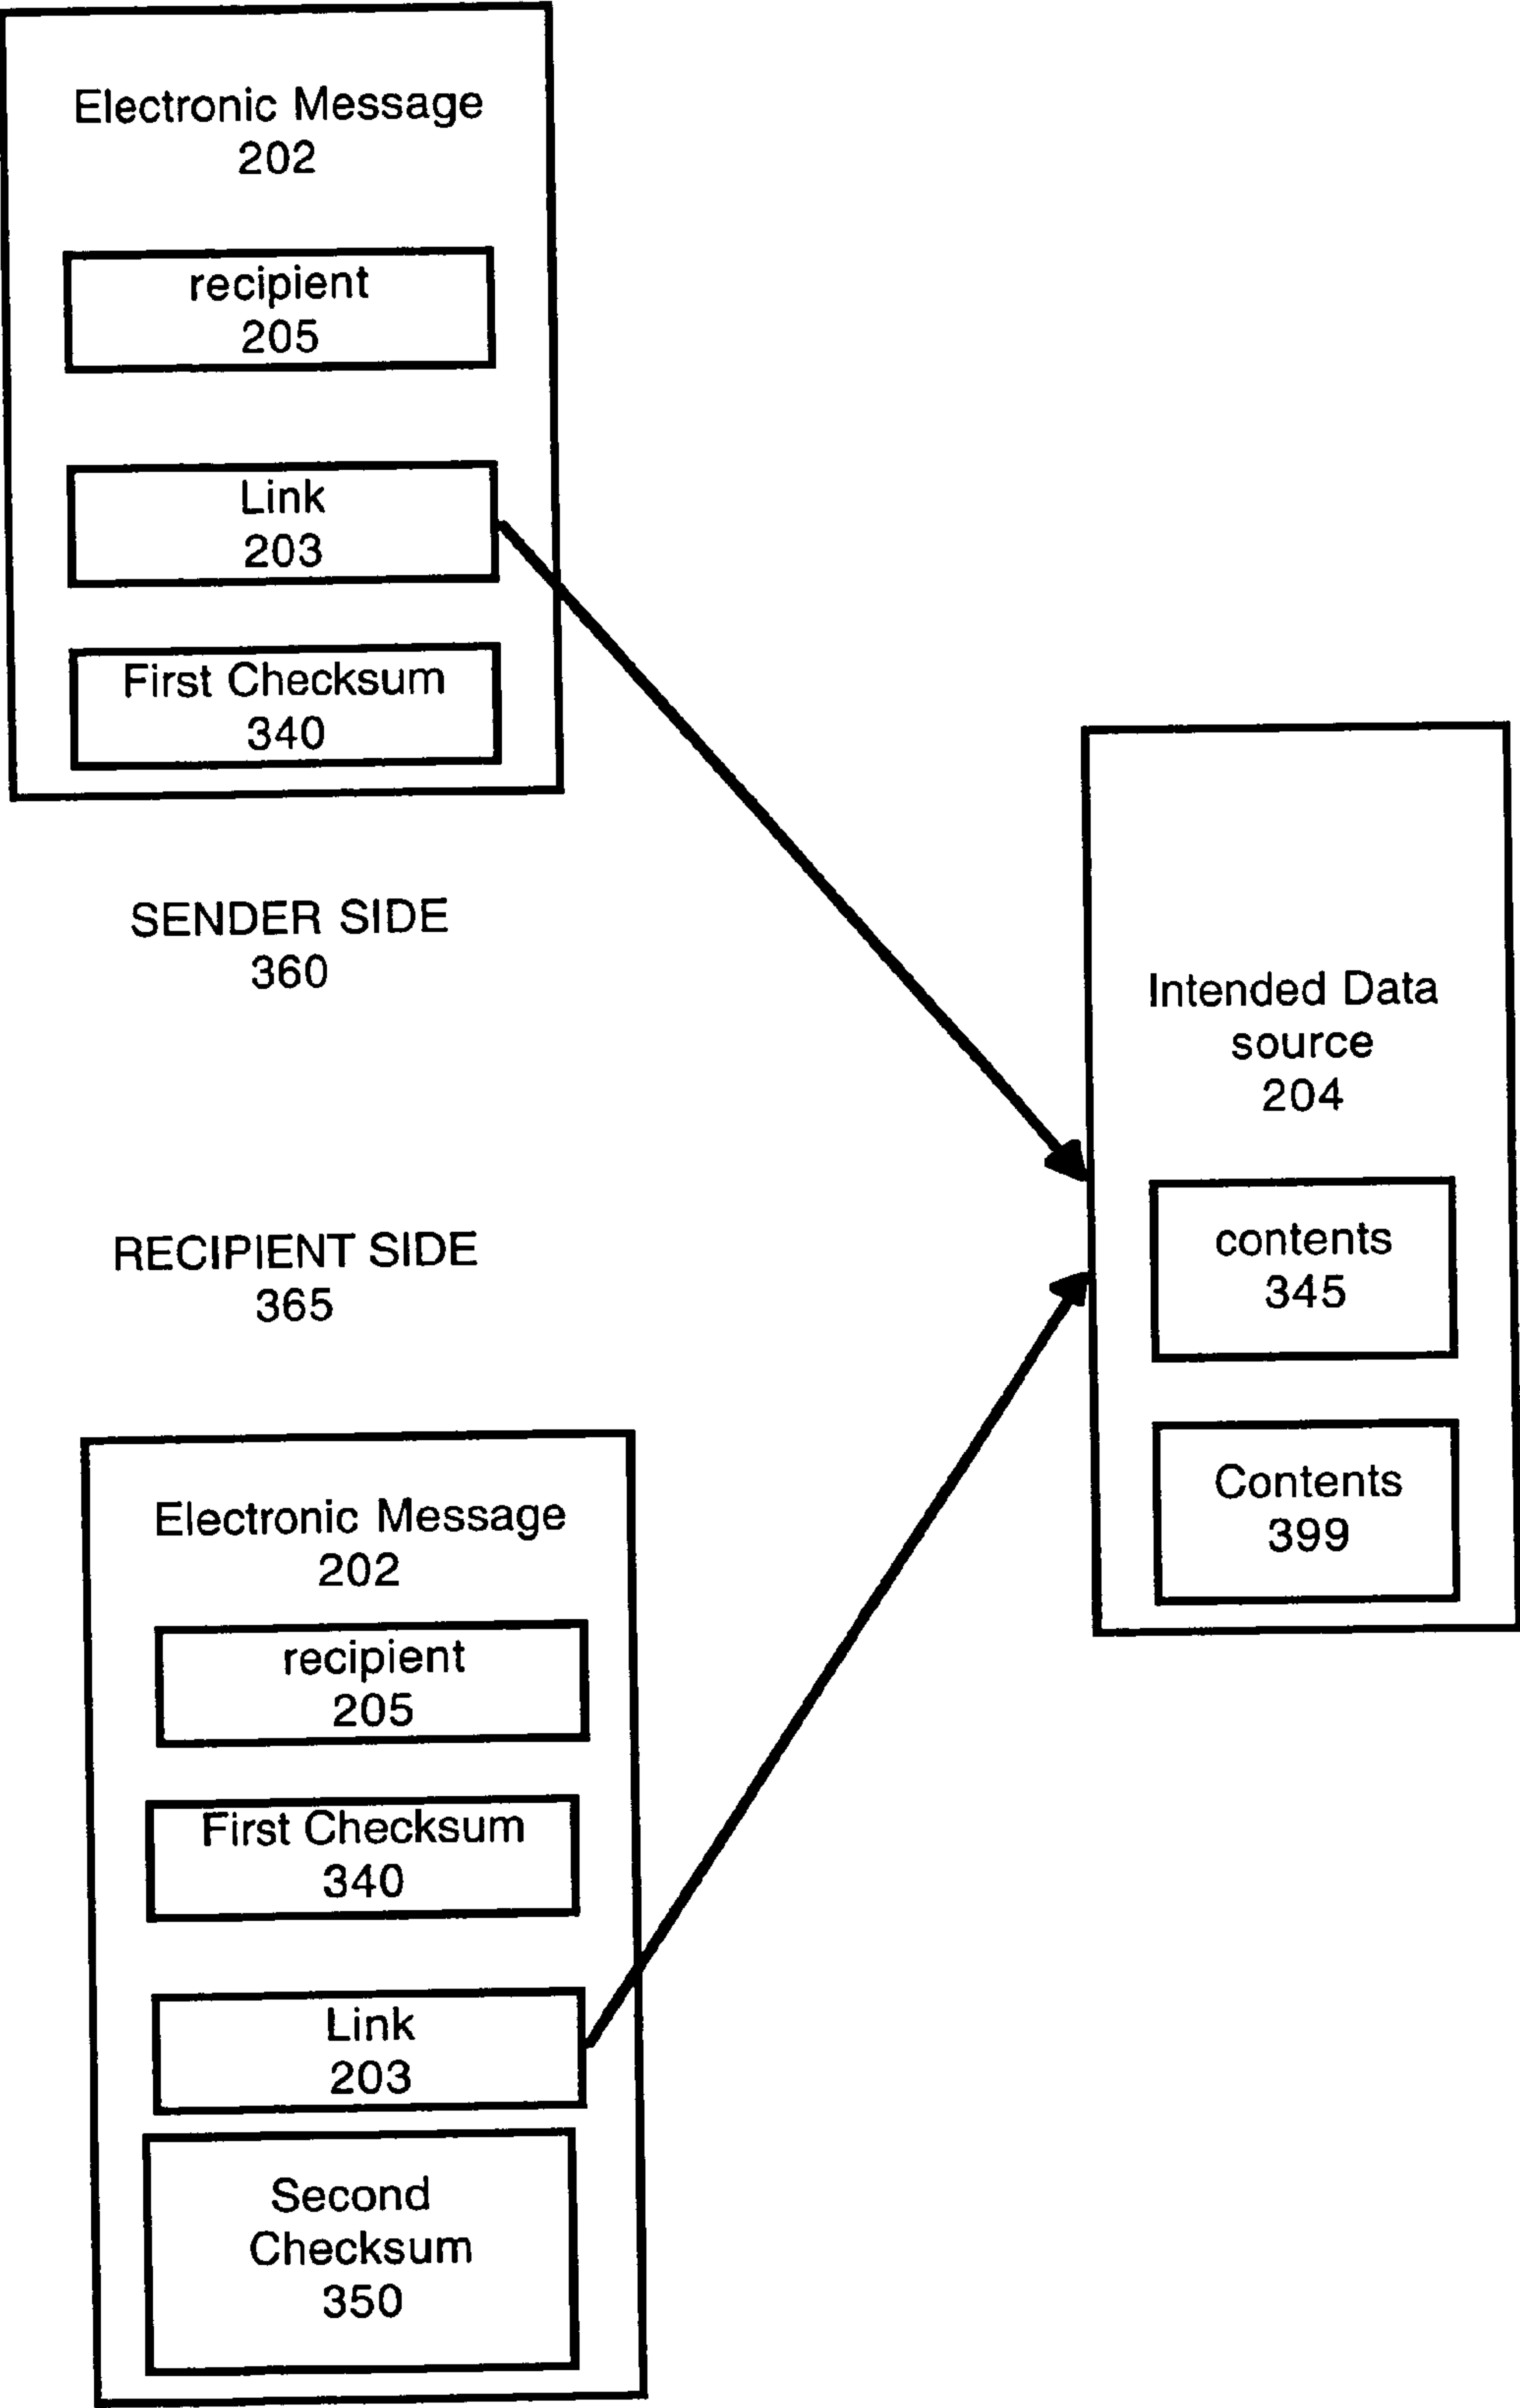 Electronic Message
202
recipient
205
Link
203
First Checksum
340
SENDER SIDE
360
Intended Data
source
204
contents
345
Contents
399
RECIPIENT SIDE
365
Electronic Message
202
recipient
205
First Checksum
340
Link
203
Second
Checksum
350